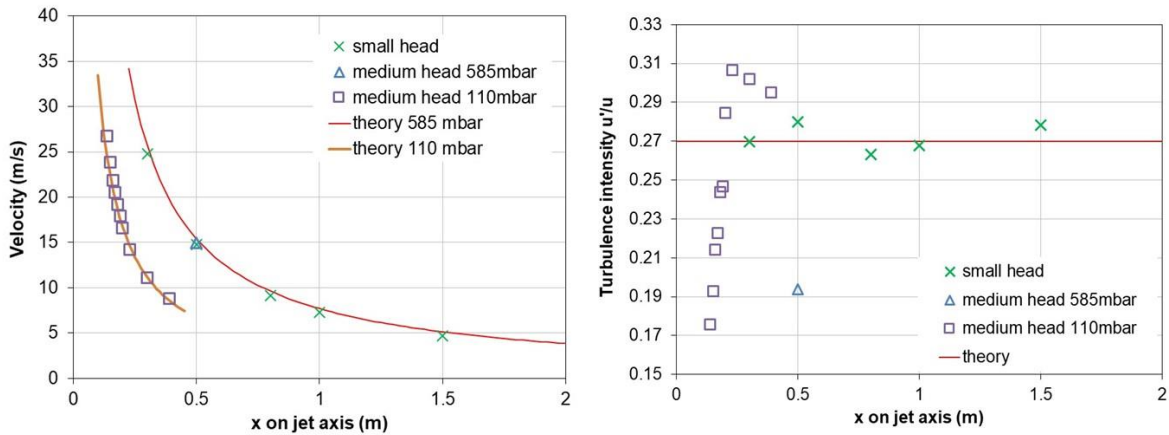 40
35
30
25
20
15
10
5
0
Velocity (m/s)
small head
medium head 585mbar
medium head 110mbar
theory 585 mbar
theory 110 mbar
0 0.5 1 1.5 2
x on jet axis (m)
0.33
0.31
0.29
0.27
0.25
0.23
0.21
0.19
0.17
0.15
Turbulence intensity u'/u
small head
medium head 585mbar
medium head 110mbar
theory
0 0.5 1 1.5 2
x on jet axis (m)